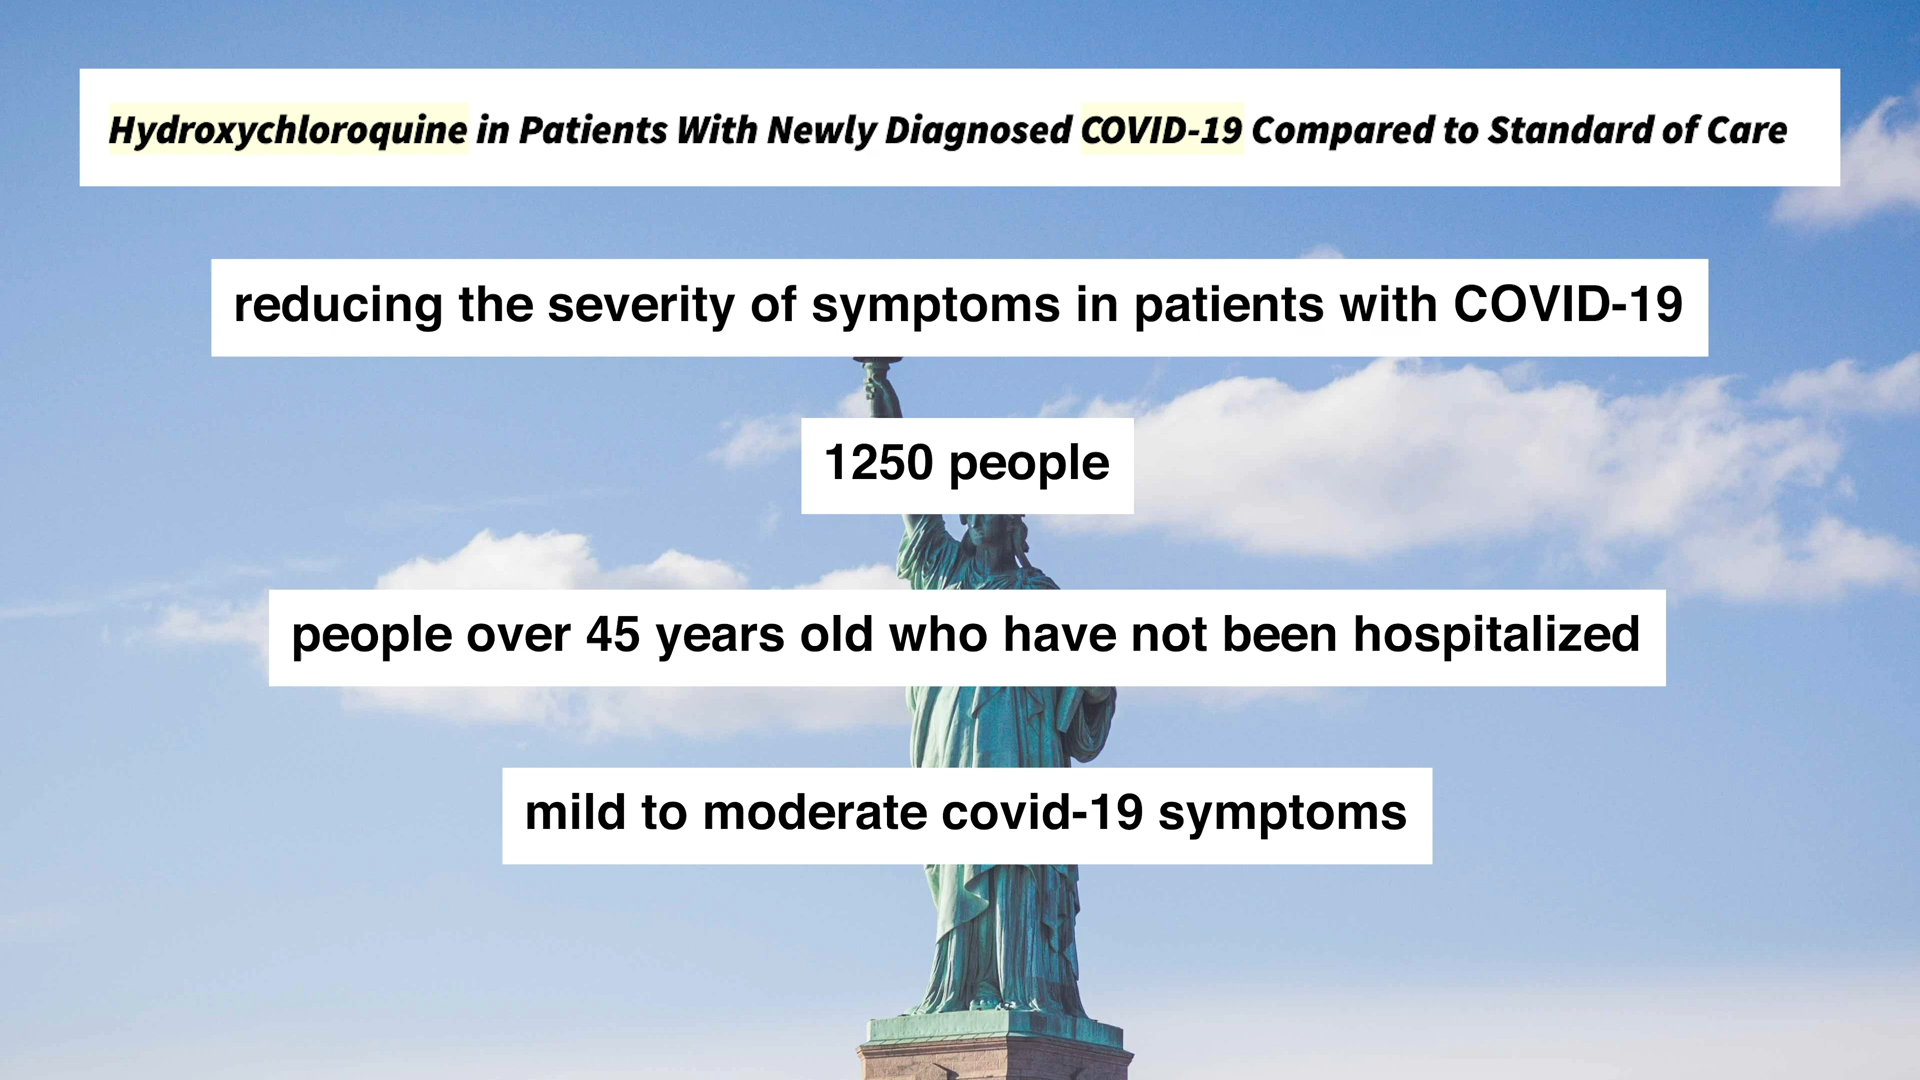 Hydroxychloroquine in Patients With Newly Diagnosed COVID-19 Compared to Standard of Care
reducing the severity of symptoms in patients with COVID-19
1250 people
people over 45 years old who have not been hospitalized
mild to moderate covid-19 symptoms